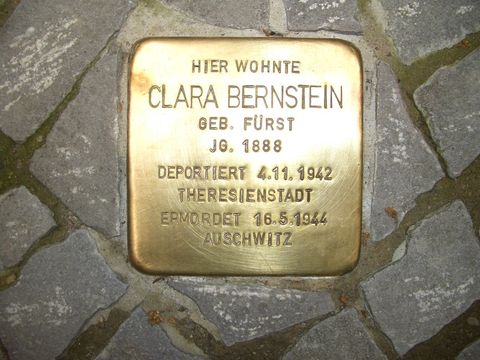 HIER WOHNTE
CLARA BERNSTEIN
GEB. FÜRST
JG. 1888
DEPORTIERT 4.11.1942
THERESIENSTADT
ERMORDET 16.5.1944
AUSCHWITZ